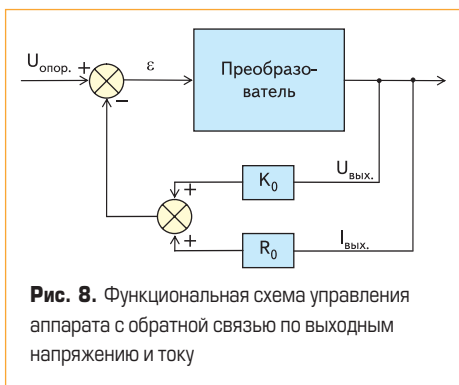 Uопор. +
ε
−
Преобразо-
ватель
Uвых.
+
K0
Iвых.
+
R0
Рис. 8. Функциональная схема управления
аппарата с обратной связью по выходным
напряжению и току